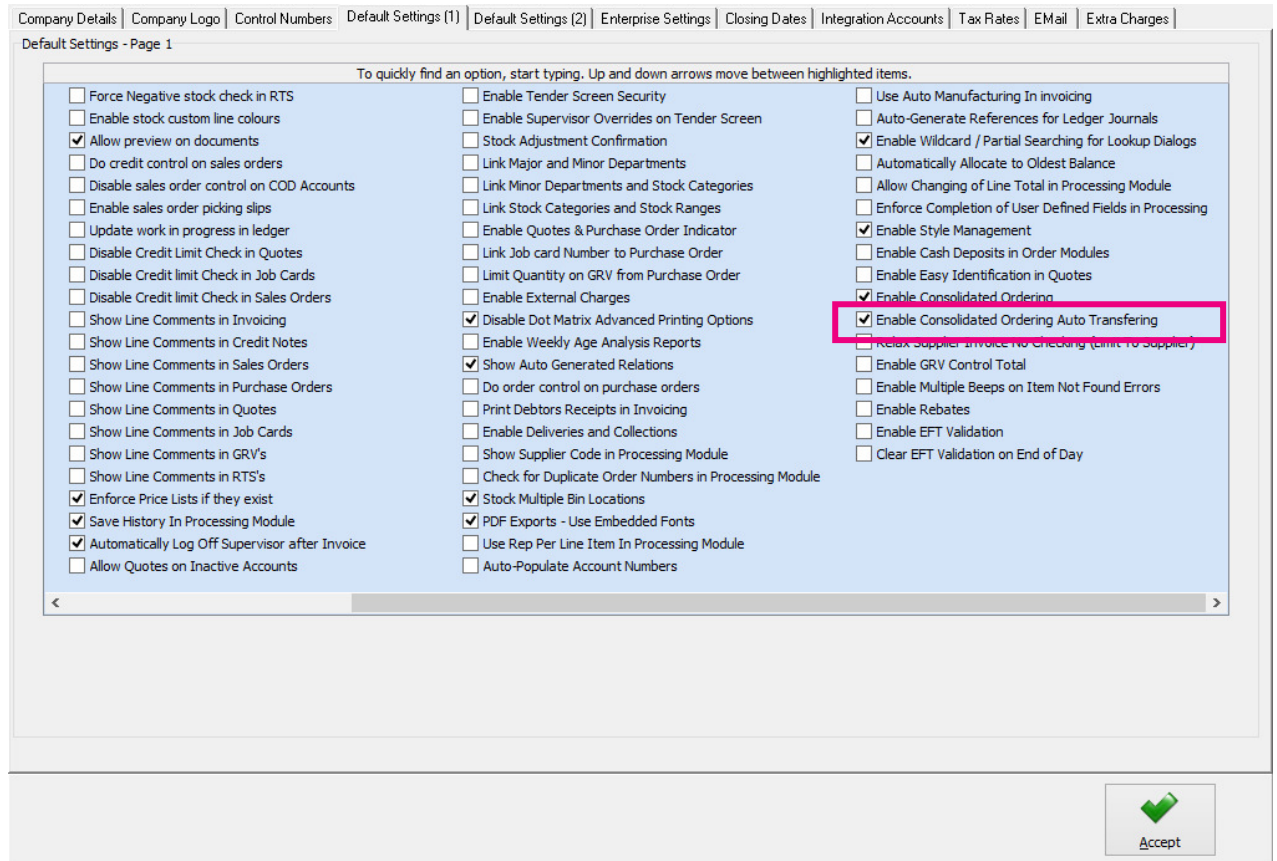 Company Details
Company Logo
Control Numbers
Default Settings (1)
Default Settings (2)
Enterprise Settings
Closing Dates
Integration Accounts
Tax Rates
EMail
Extra Charges
Default Settings - Page 1
To quickly find an option, start typing. Up and down arrows move between highlighted items.
Force Negative stock check in RTS
Enable stock custom line colours
Allow preview on documents
Do credit control on sales orders
Disable sales order control on COD Accounts
Enable sales order picking slips
Update work in progress in ledger
Disable Credit Limit Check in Quotes
Disable Credit limit Check in Job Cards
Disable Credit limit Check in Sales Orders
Show Line Comments in Invoicing
Show Line Comments in Credit Notes
Show Line Comments in Sales Orders
Show Line Comments in Purchase Orders
Show Line Comments in Quotes
Show Line Comments in Job Cards
Show Line Comments in GRV's
Show Line Comments in RTS's
Enforce Price Lists if they exist
Save History In Processing Module
Automatically Log Off Supervisor after Invoice
Allow Quotes on Inactive Accounts
Enable Tender Screen Security
Enable Supervisor Overrides on Tender Screen
Stock Adjustment Confirmation
Link Major and Minor Departments
Link Minor Departments and Stock Categories
Link Stock Categories and Stock Ranges
Enable Quotes & Purchase Order Indicator
Link Job card Number to Purchase Order
Limit Quantity on GRV from Purchase Order
Enable External Charges
Disable Dot Matrix Advanced Printing Options
Enable Weekly Age Analysis Reports
Show Auto Generated Relations
Do order control on purchase orders
Print Debtors Receipts in Invoicing
Enable Deliveries and Collections
Show Supplier Code in Processing Module
Check for Duplicate Order Numbers in Processing Module
Stock Multiple Bin Locations
PDF Exports - Use Embedded Fonts
Use Rep Per Line Item In Processing Module
Auto-Populate Account Numbers
Use Auto Manufacturing In invoicing
Auto-Generate References for Ledger Journals
Enable Wildcard / Partial Searching for Lookup Dialogs
Automatically Allocate to Oldest Balance
Allow Changing of Line Total in Processing Module
Enforce Completion of User Defined Fields in Processing
Enable Style Management
Enable Cash Deposits in Order Modules
Enable Easy Identification in Quotes
Enable Consolidated Ordering
Enable Consolidated Ordering Auto Transfering
Relax Supplier Invoice No Checking (Limit To Supplier)
Enable GRV Control Total
Enable Multiple Beeps on Item Not Found Errors
Enable Rebates
Enable EFT Validation
Clear EFT Validation on End of Day
Accept